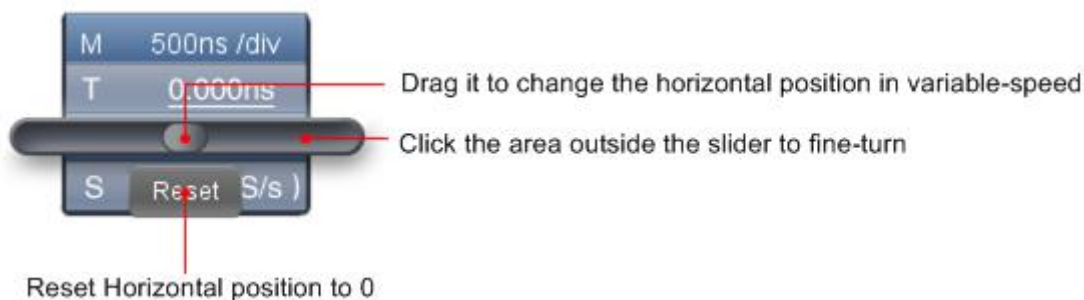 M 500ns /div
T 0.000ns
Drag it to change the horizontal position in variable-speed
Click the area outside the slider to fine-turn
S Reset S/s )
Reset Horizontal position to 0